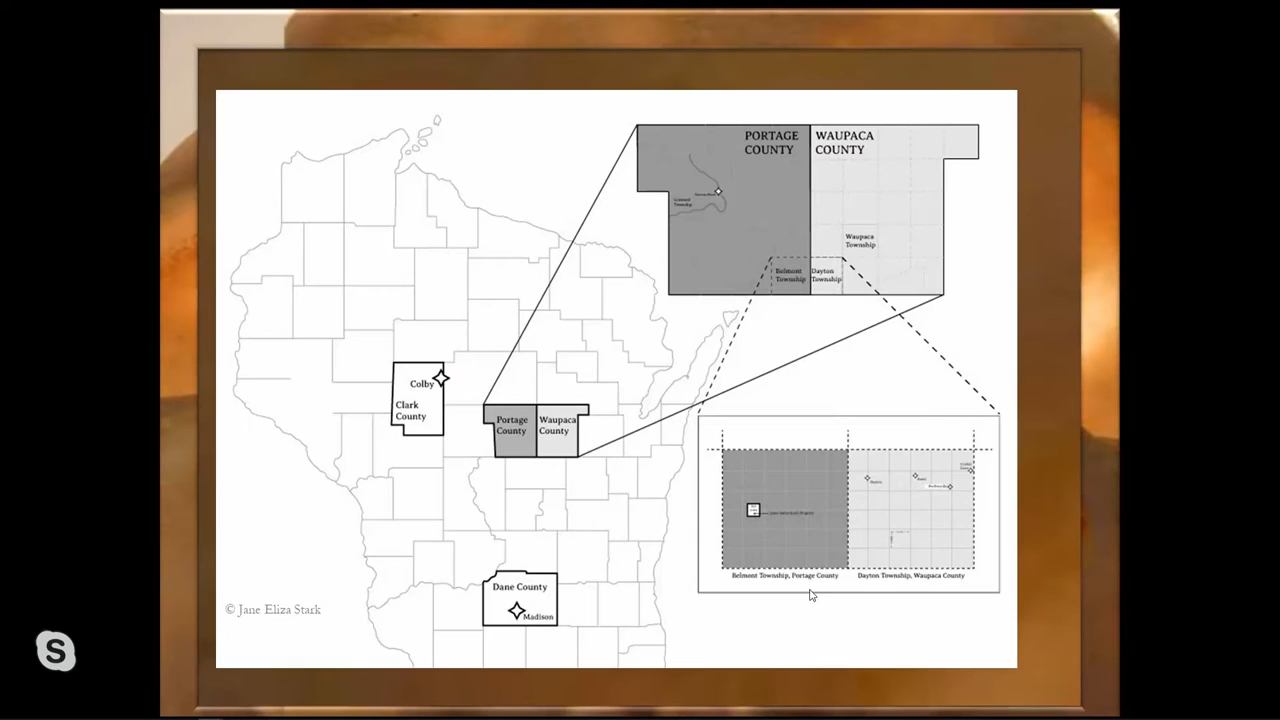 PORTAGE
COUNTY
WAUPACA
COUNTY
Township
Waupaca
Township
Belmont
Township
Dayton
Township
Colby
Clark
County
Portage
County
Waupaca
County
Dane County
Madison
Belmont Township, Portage County
Dayton Township, Waupaca County
© Jane Eliza Stark
S